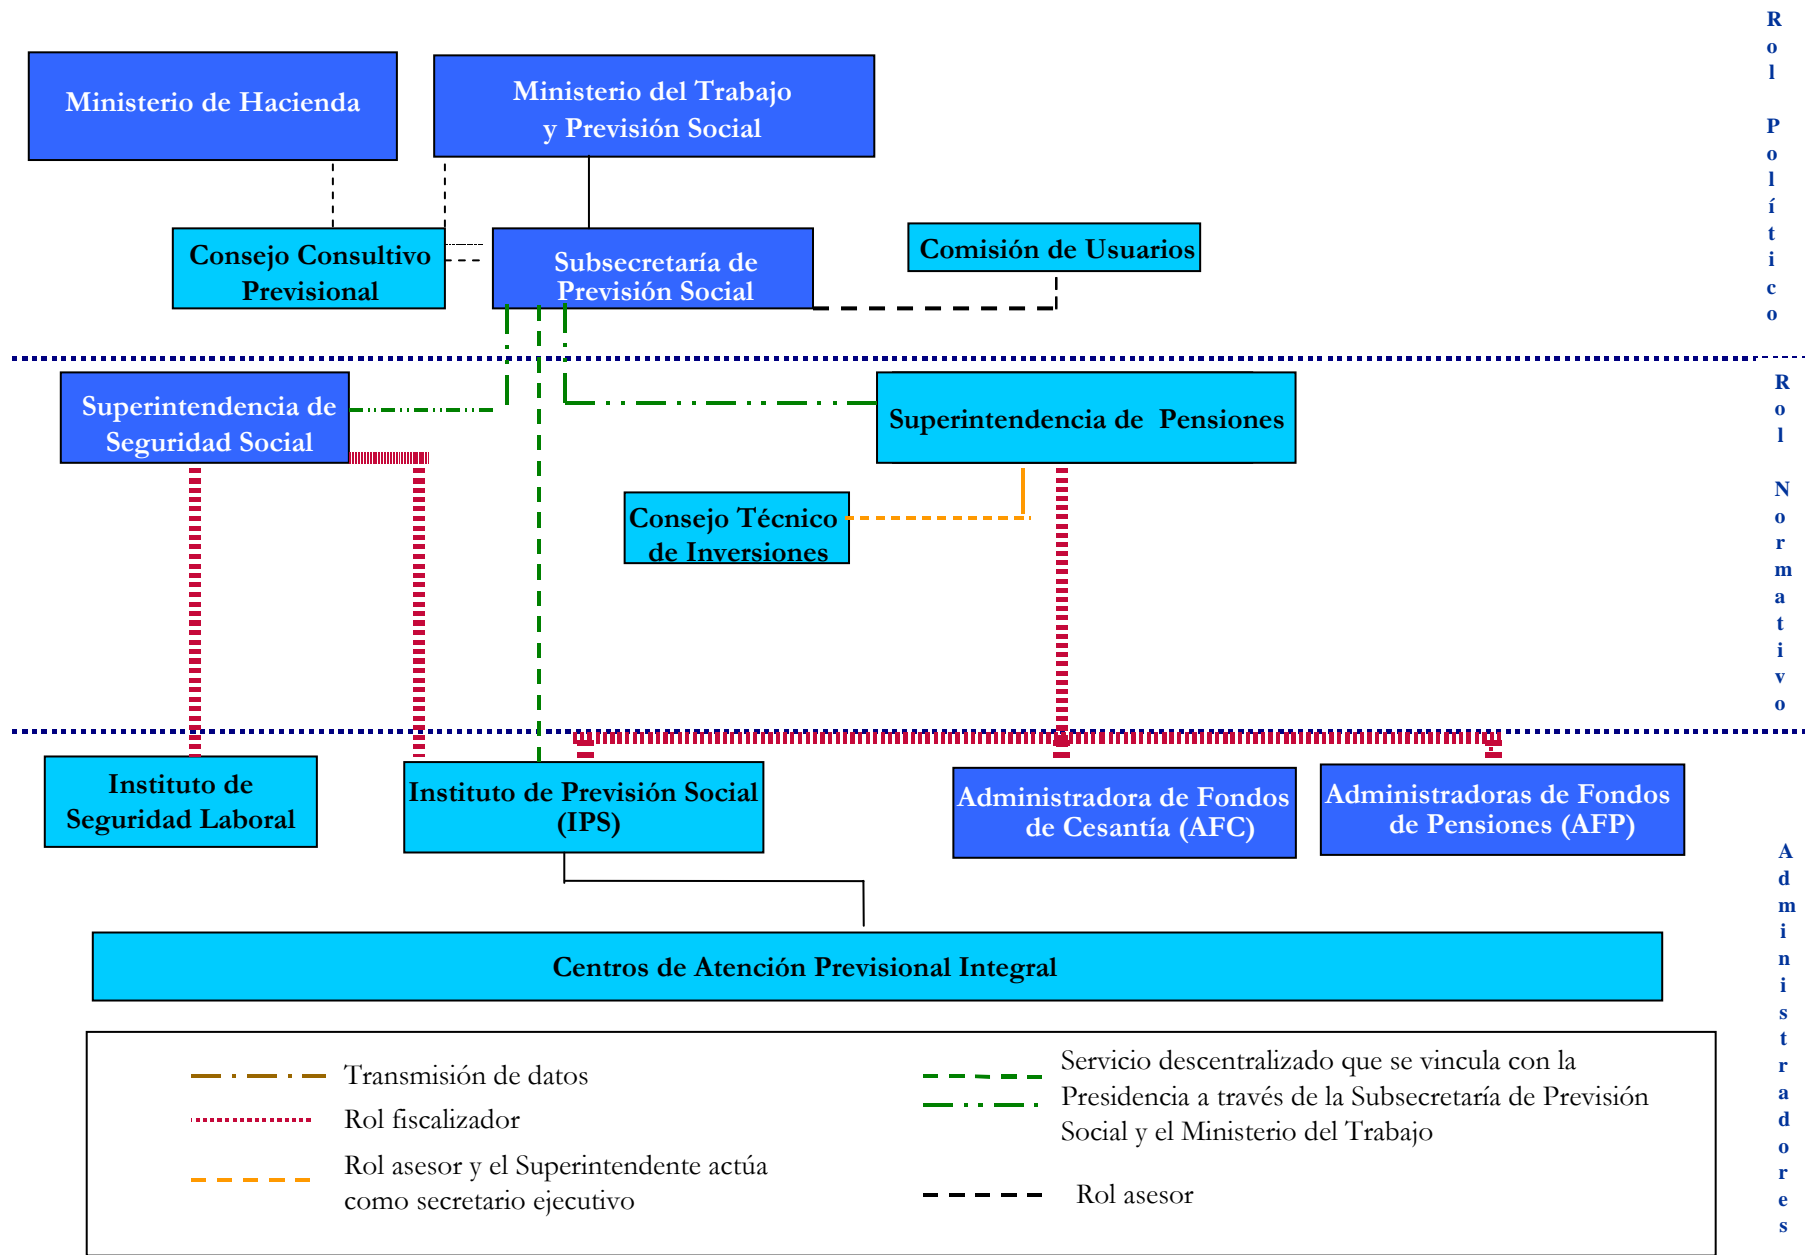 Ministerio de Hacienda
Ministerio del Trabajo
y Previsión Social
Consejo Consultivo
Previsional
Subsecretaría de
Previsión Social
Comisión de Usuarios
Rol Político
Superintendencia de
Seguridad Social
Superintendencia de Pensiones
Consejo Técnico
de Inversiones
Rol Normativo
Instituto de
Seguridad Laboral
Instituto de Previsión Social
(IPS)
Administradora de Fondos
de Cesantía (AFC)
Administradoras de Fondos
de Pensiones (AFP)
Centros de Atención Previsional Integral
Administradores
Transmisión de datos
Rol fiscalizador
Rol asesor y el Superintendente actúa
como secretario ejecutivo
Servicio descentralizado que se vincula con la
Presidencia a través de la Subsecretaría de Previsión
Social y el Ministerio del Trabajo
Rol asesor